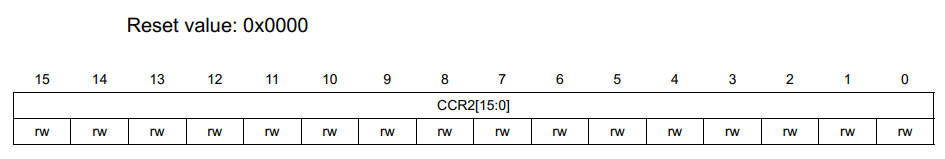 Reset value: 0x0000
15 14 13 12 11 10 9 8 7 6 5 4 3 2 1 0
CCR2[15:0]
rw rw rw rw rw rw rw rw rw rw rw rw rw rw rw rw